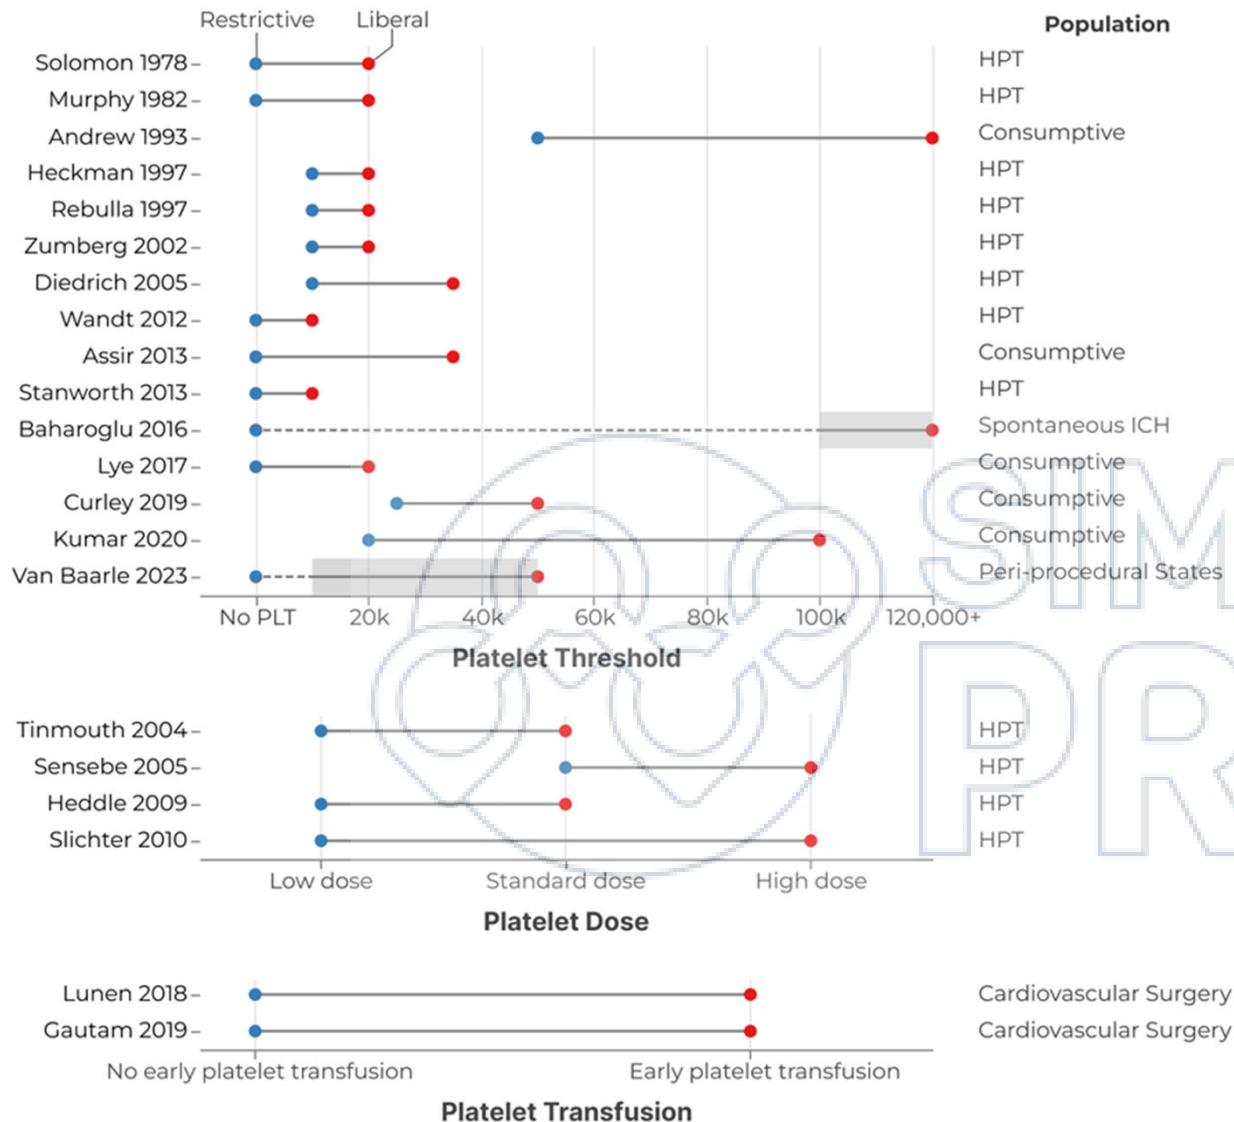 Restrictive Liberal Population
Solomon 1978 HPT
Murphy 1982 HPT
Andrew 1993 Consumptive
Heckman 1997 HPT
Rebulla 1997 HPT
Zumberg 2002 HPT
Diedrich 2005 HPT
Wandt 2012 HPT
Assir 2013 Consumptive
Stanworth 2013 HPT
Baharoglu 2016 Spontaneous ICH
Lye 2017 Consumptive
Curley 2019 Consumptive
Kumar 2020 Consumptive
Van Baarle 2023 Peri-procedural States
No PLT 20k 40k 60k 80k 100k 120,000+
Platelet Threshold
Tinmouth 2004 HPT
Sensebe 2005 HPT
Heddle 2009 HPT
Slichter 2010 HPT
Low dose Standard dose High dose
Platelet Dose
Lunen 2018 Cardiovascular Surgery
Gautam 2019 Cardiovascular Surgery
No early platelet transfusion Early platelet transfusion
Platelet Transfusion
SIM
PR